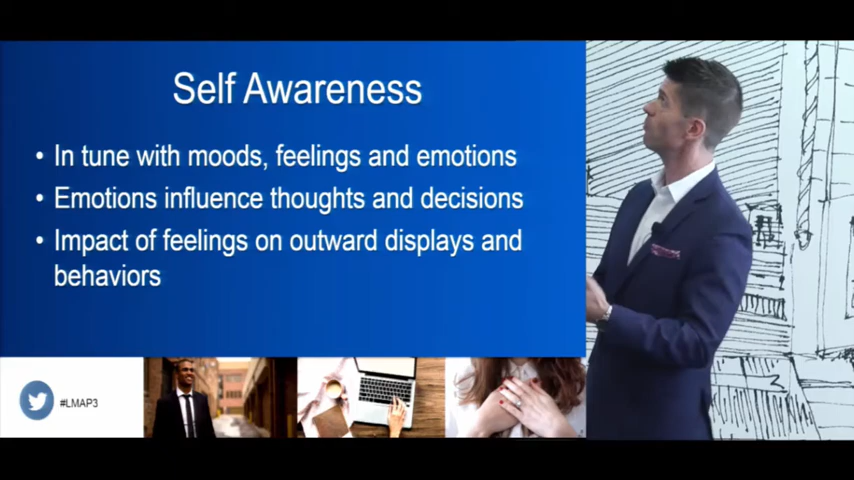 Self Awareness
• In tune with moods, feelings and emotions
• Emotions influence thoughts and decisions
• Impact of feelings on outward displays and
behaviors
#LMAP3